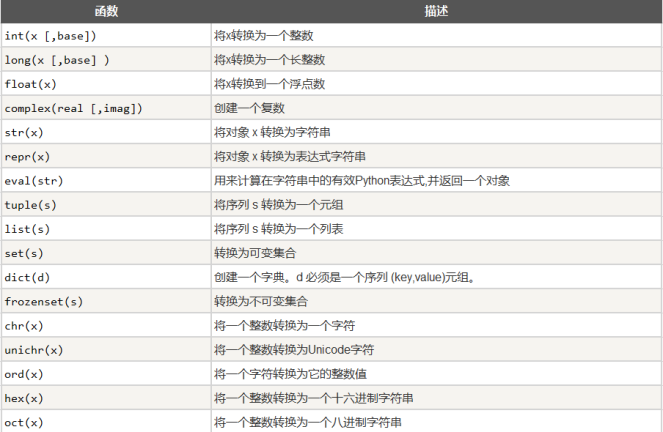 函数 描述
int(x [,base]) 将x转换为一个整数
long(x [,base] ) 将x转换为一个长整数
float(x) 将x转换到一个浮点数
complex(real [,imag]) 创建一个复数
str(x) 将对象 x 转换为字符串
repr(x) 将对象 x 转换为表达式字符串
eval(str) 用来计算在字符串中的有效Python表达式,并返回一个对象
tuple(s) 将序列 s 转换为一个元组
list(s) 将序列 s 转换为一个列表
set(s) 转换为可变集合
dict(d) 创建一个字典。d 必须是一个序列 (key,value)元组。
frozenset(s) 转换为不可变集合
chr(x) 将一个整数转换为一个字符
unichr(x) 将一个整数转换为Unicode字符
ord(x) 将一个字符转换为它的整数值
hex(x) 将一个整数转换为一个十六进制字符串
oct(x) 将一个整数转换为一个八进制字符串